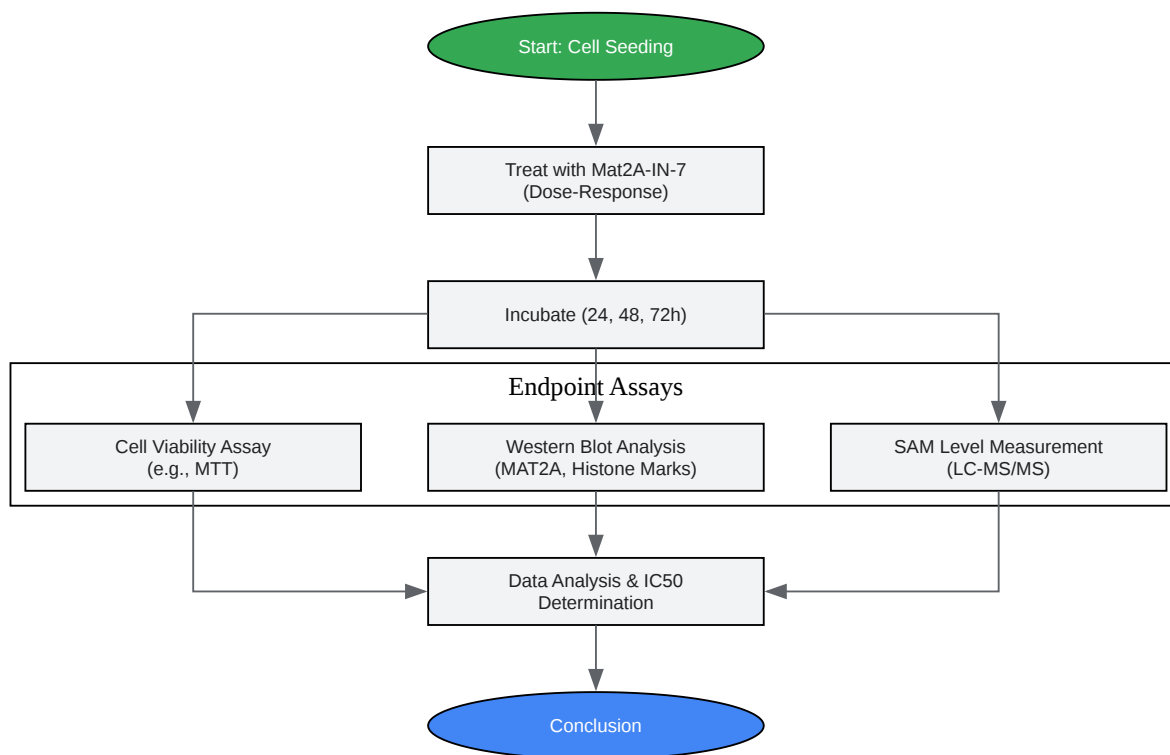 Start: Cell Seeding
Treat with Mat2A-IN-7
(Dose-Response)
Incubate (24, 48, 72h)
Endpoint Assays
Cell Viability Assay
(e.g., MTT)
Western Blot Analysis
(MAT2A, Histone Marks)
SAM Level Measurement
(LC-MS/MS)
Data Analysis & IC50
Determination
Conclusion